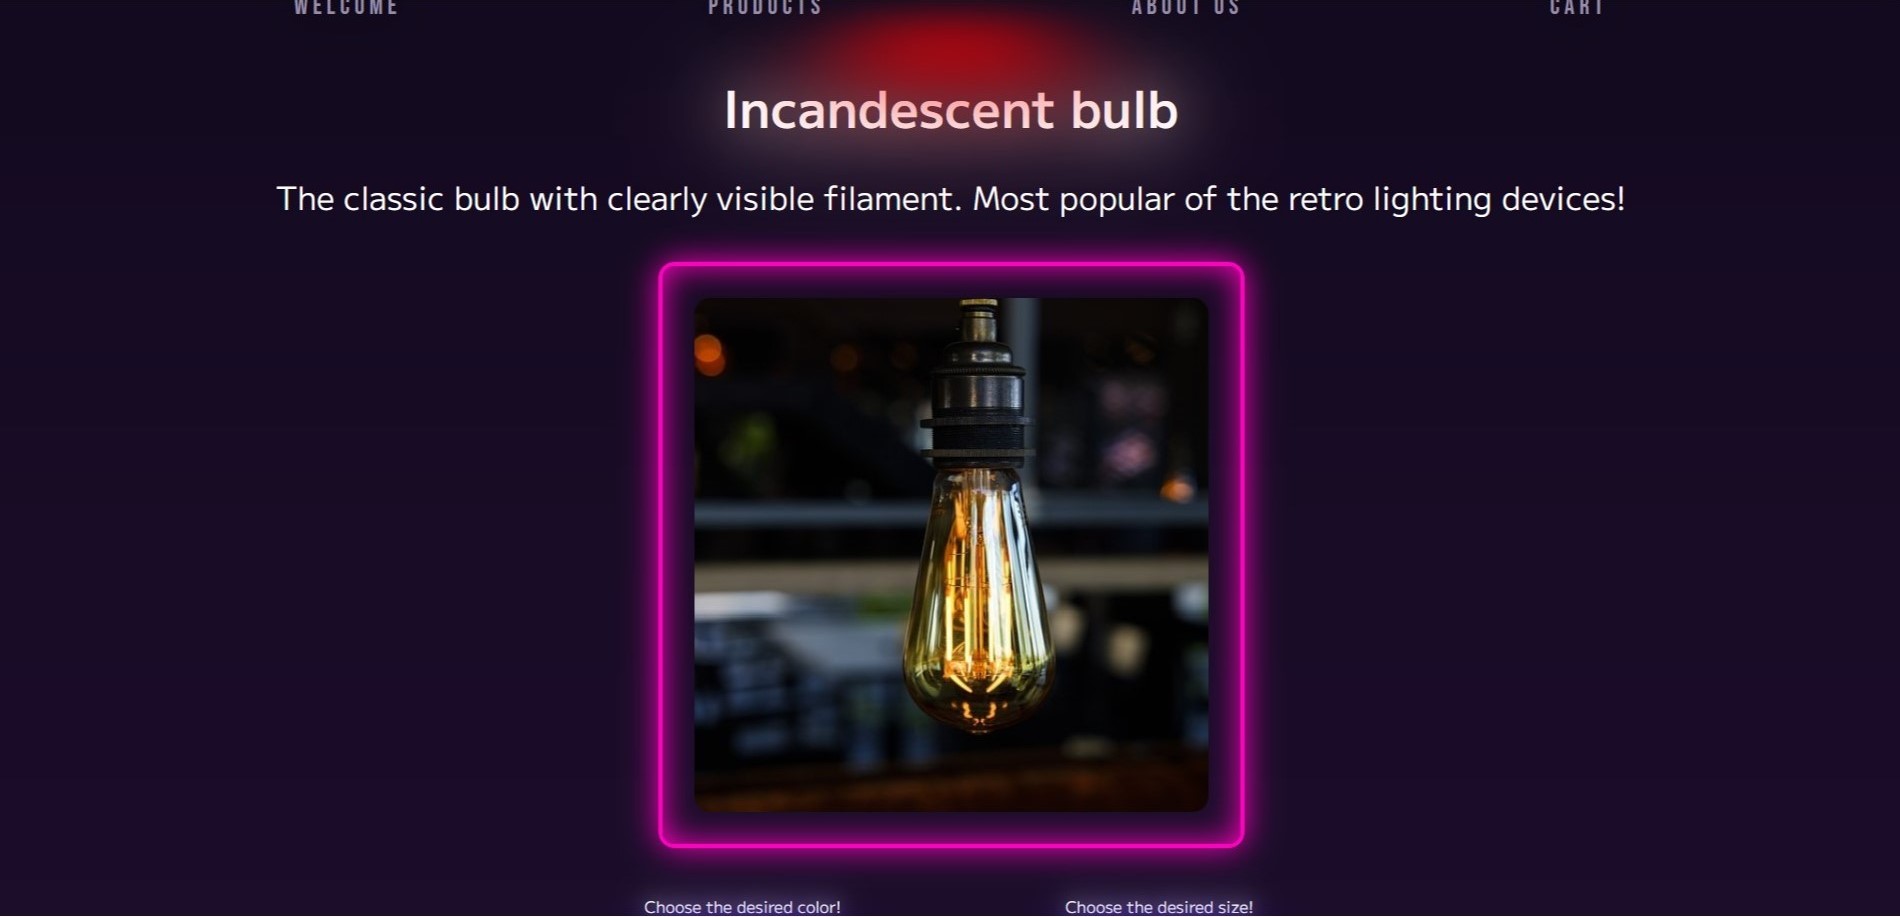 WELCOME PRODUCTS ABOUT US CART
Incandescent bulb
The classic bulb with clearly visible filament. Most popular of the retro lighting devices!
Choose the desired color! Choose the desired size!